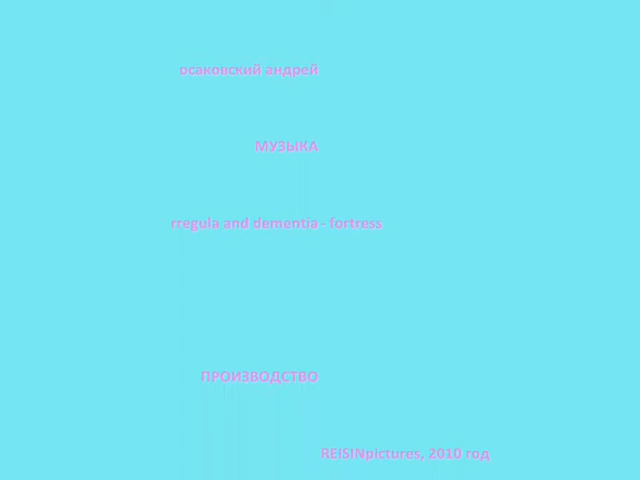 осаковский андрей
МУЗЫКА
rregula and dementia - fortress
ПРОИЗВОДСТВО
REISINpictures, 2010 год